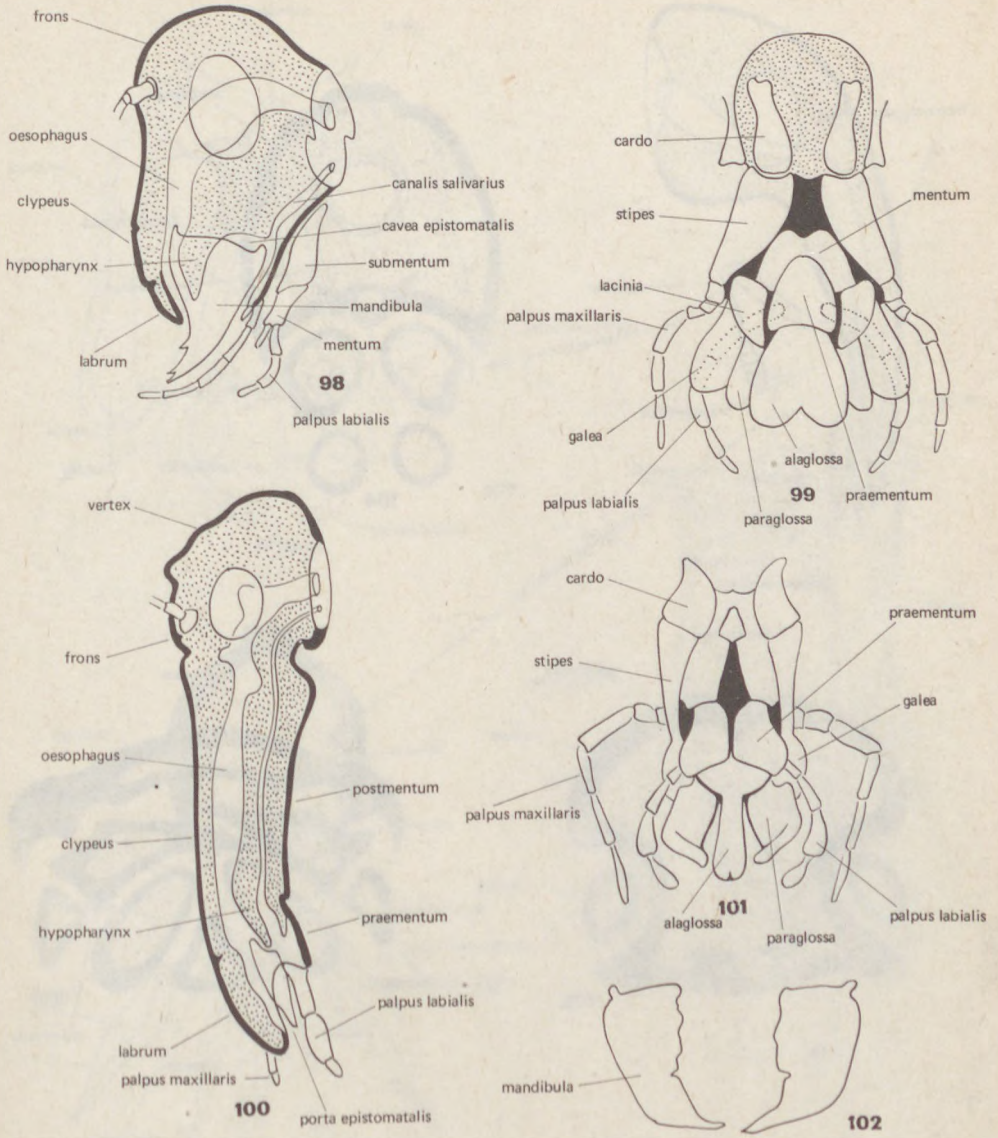 frons
oesophagus
clypeus
hypopharynx
labrum
canalis salivarius
cavea epistomatalis
submentum
mandibula
mentum
palpus labialis
98
cardo
stipes
mentum
lacinia
palpus maxillaris
galea
palpus labialis
alaglossa
praementum
paraglossa
99
vertex
frons
oesophagus
clypeus
hypopharynx
labrum
palpus maxillaris
postmentum
praementum
palpus labialis
porta epistomatalis
100
cardo
stipes
praementum
galea
palpus maxillaris
alaglossa
paraglossa
palpus labialis
101
mandibula
102